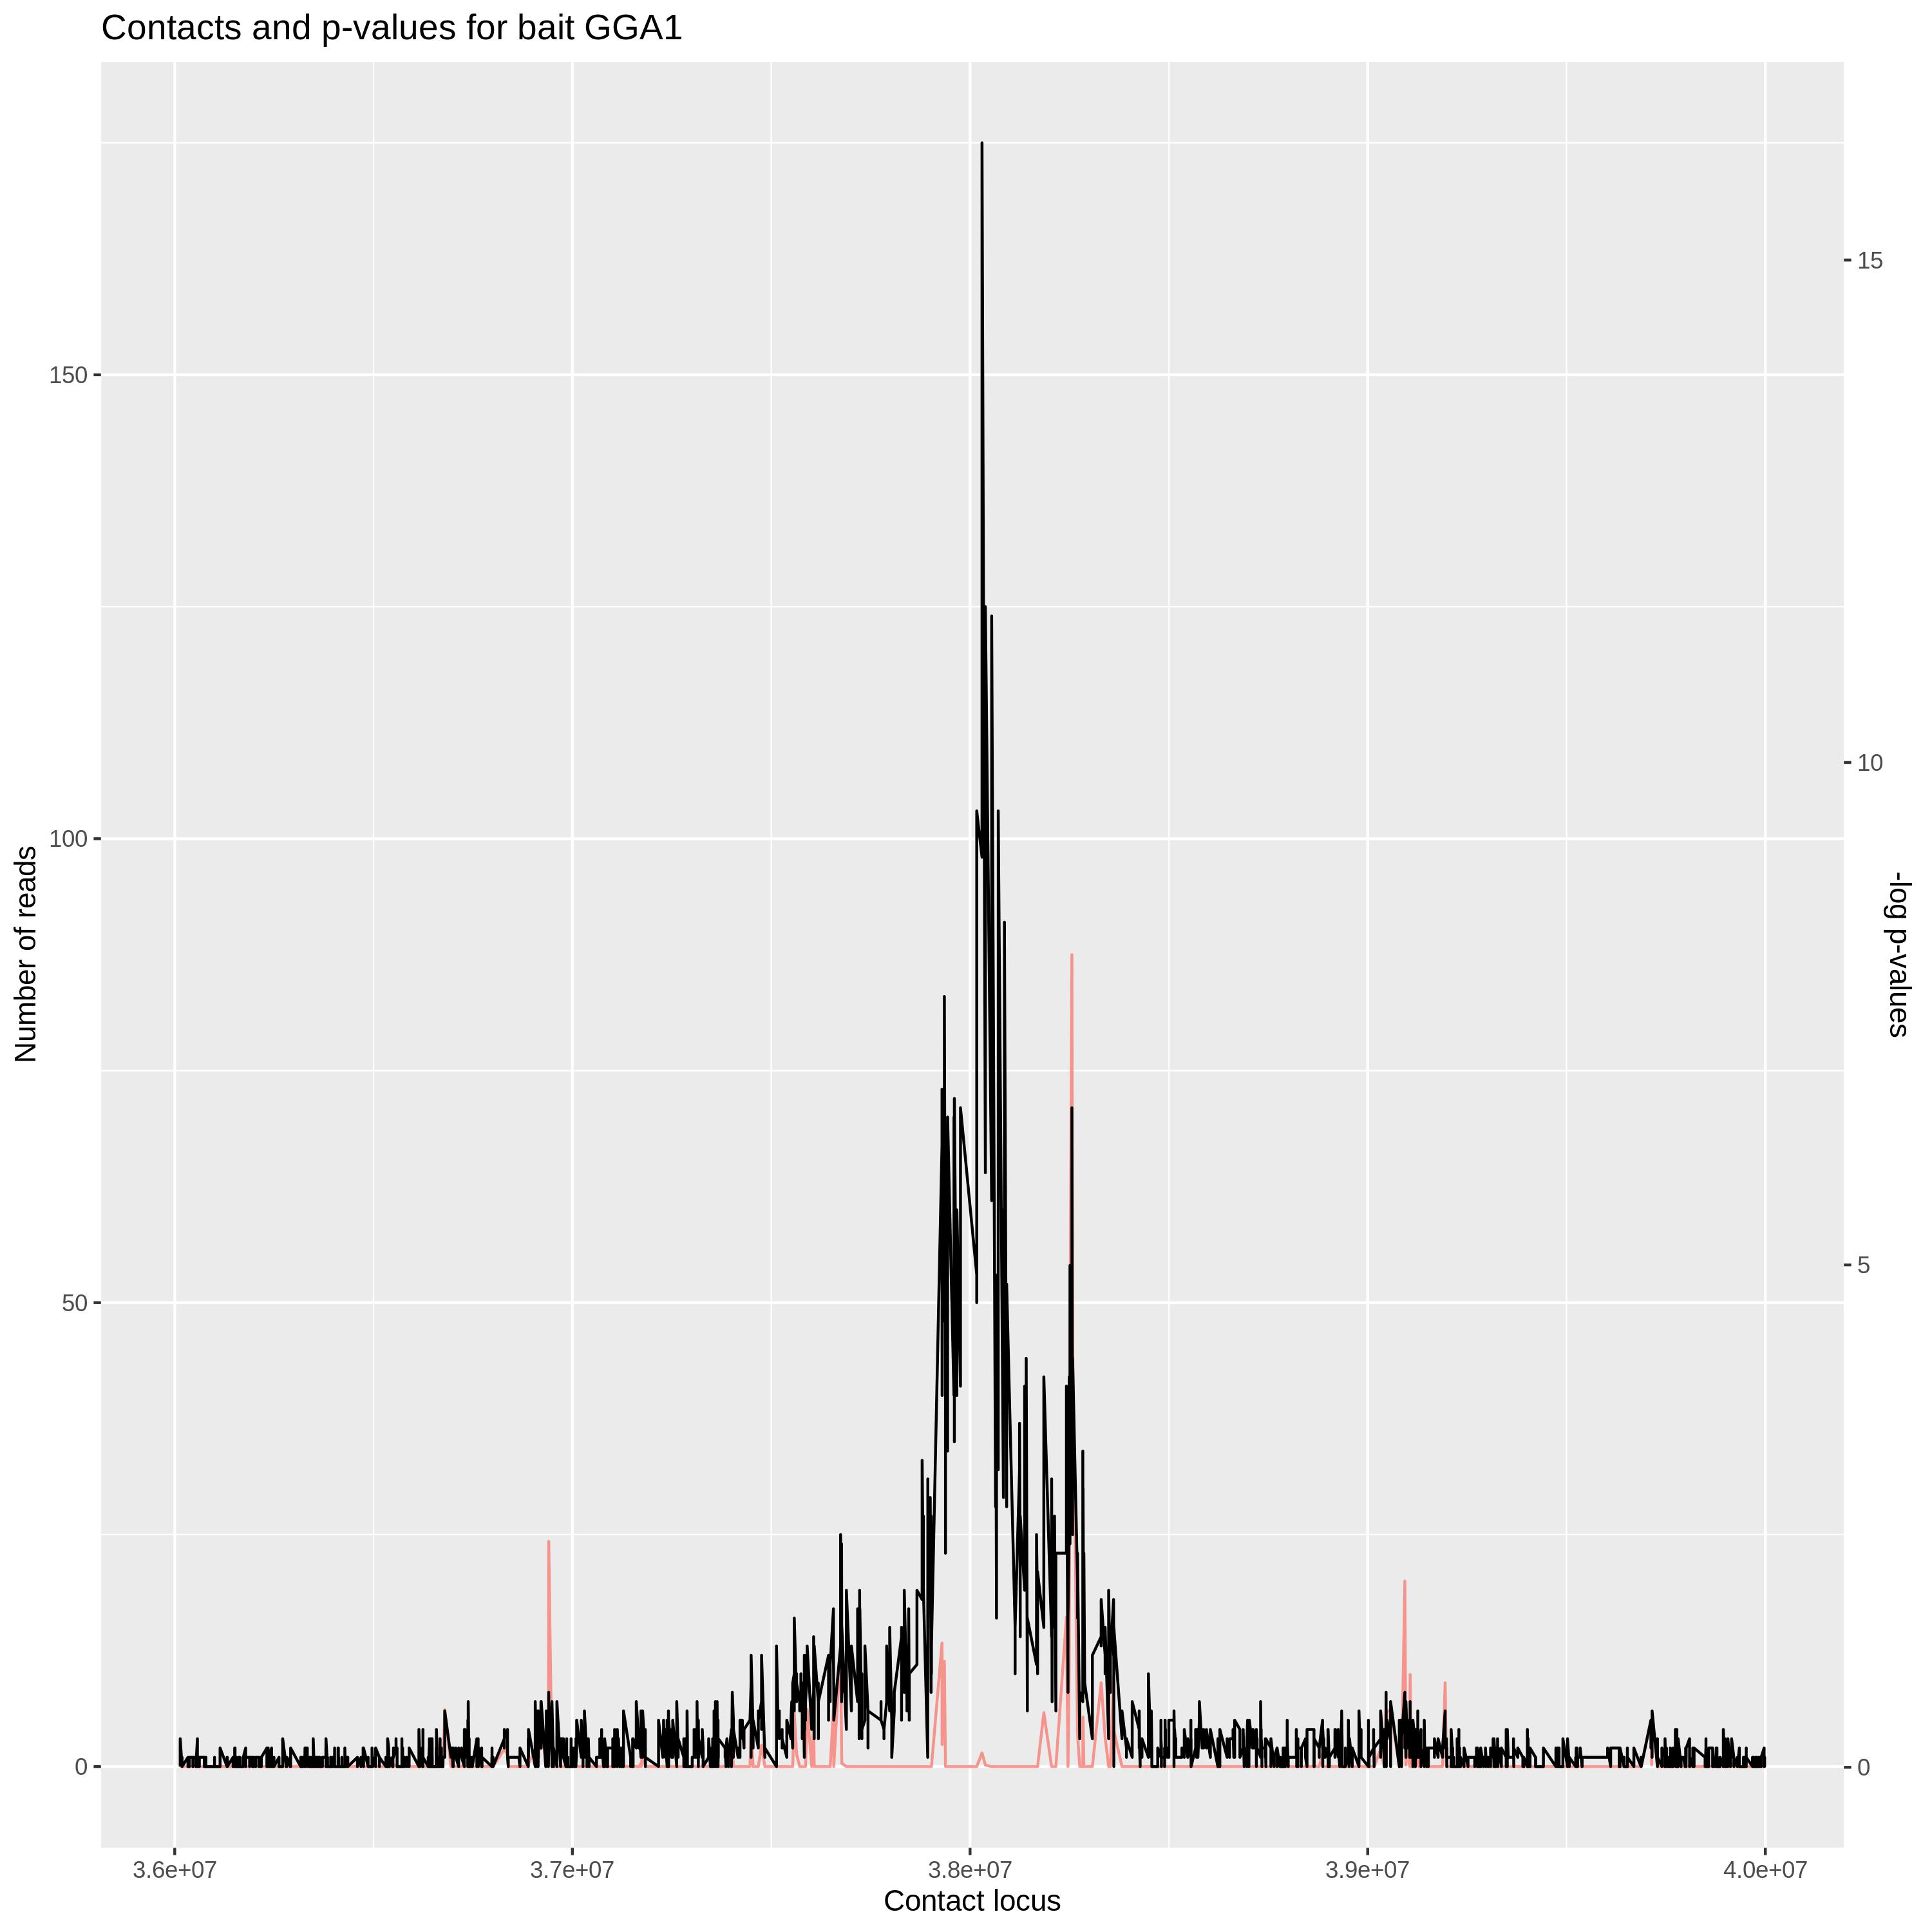 Contacts and p-values for bait GGA1
150
100
50
0
Number of reads
15
10
5
0
-log p-values
3.6e+07
3.7e+07
3.8e+07
3.9e+07
4.0e+07
Contact locus